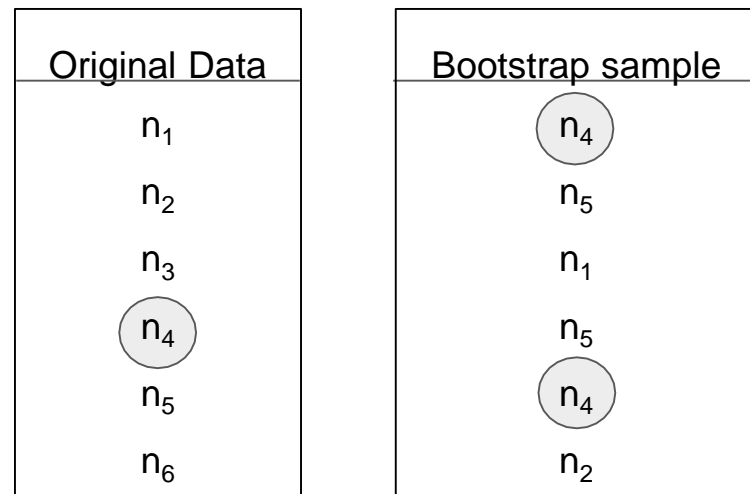 Original Data
n₁
n₂
n₃
n₄
n₅
n₆
Bootstrap sample
n₄
n₅
n₁
n₅
n₄
n₂